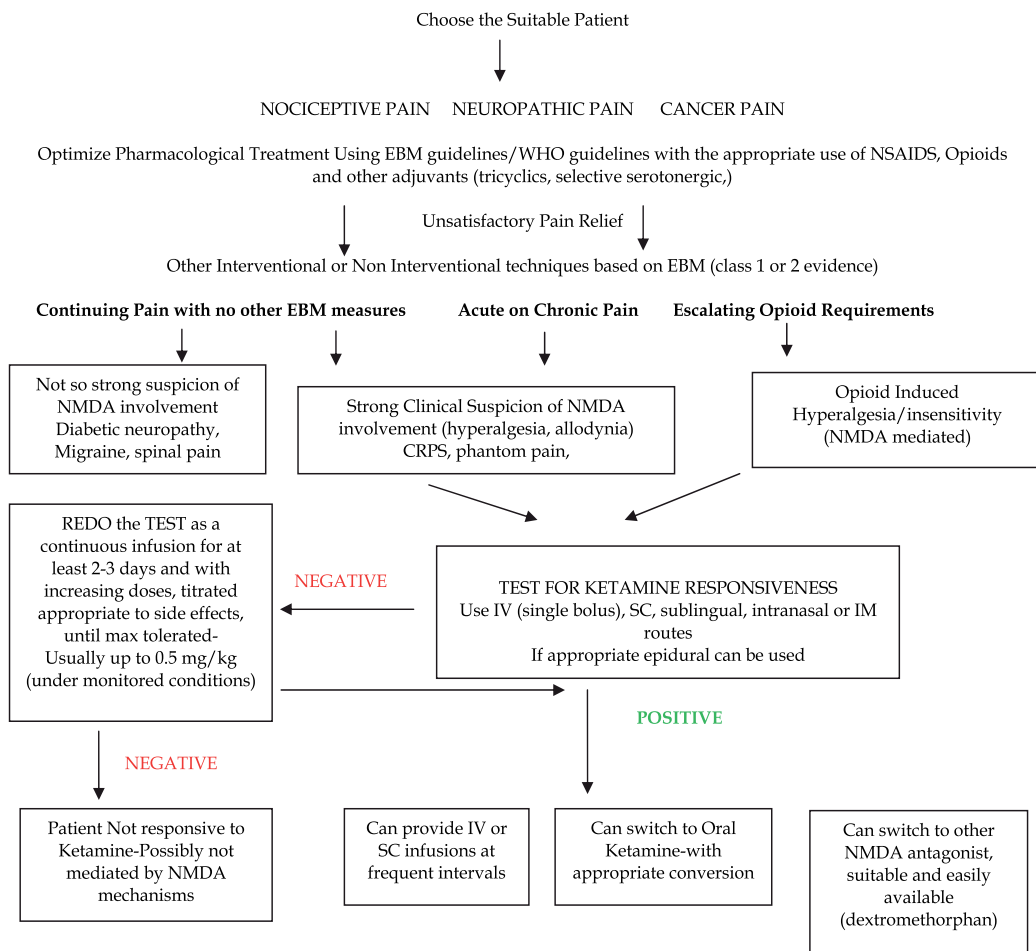 Choose the Suitable Patient
NOCICEPTIVE PAIN NEUROPATHIC PAIN CANCER PAIN
Optimize Pharmacological Treatment Using EBM guidelines/WHO guidelines with the appropriate use of NSAIDS, Opioids
and other adjuvants (tricyclics, selective serotonergic,)
Unsatisfactory Pain Relief
Other Interventional or Non Interventional techniques based on EBM (class 1 or 2 evidence)
Continuing Pain with no other EBM measures
Acute on Chronic Pain
Escalating Opioid Requirements
Not so strong suspicion of
NMDA involvement
Diabetic neuropathy,
Migraine, spinal pain
Strong Clinical Suspicion of NMDA
involvement (hyperalgesia, allodynia)
CRPS, phantom pain,
Opioid Induced
Hyperalgesia/insensitivity
(NMDA mediated)
REDO the TEST as a
continuous infusion for at
least 2-3 days and with
increasing doses, titrated
appropriate to side effects,
until max tolerated-
Usually up to 0.5 mg/kg
(under monitored conditions)
NEGATIVE
TEST FOR KETAMINE RESPONSIVENESS
Use IV (single bolus), SC, sublingual, intranasal or IM
routes
If appropriate epidural can be used
POSITIVE
NEGATIVE
Patient Not responsive to
Ketamine-Possibly not
mediated by NMDA
mechanisms
Can provide IV or
SC infusions at
frequent intervals
Can switch to Oral
Ketamine-with
appropriate conversion
Can switch to other
NMDA antagonist,
suitable and easily
available
(dextromethorphan)